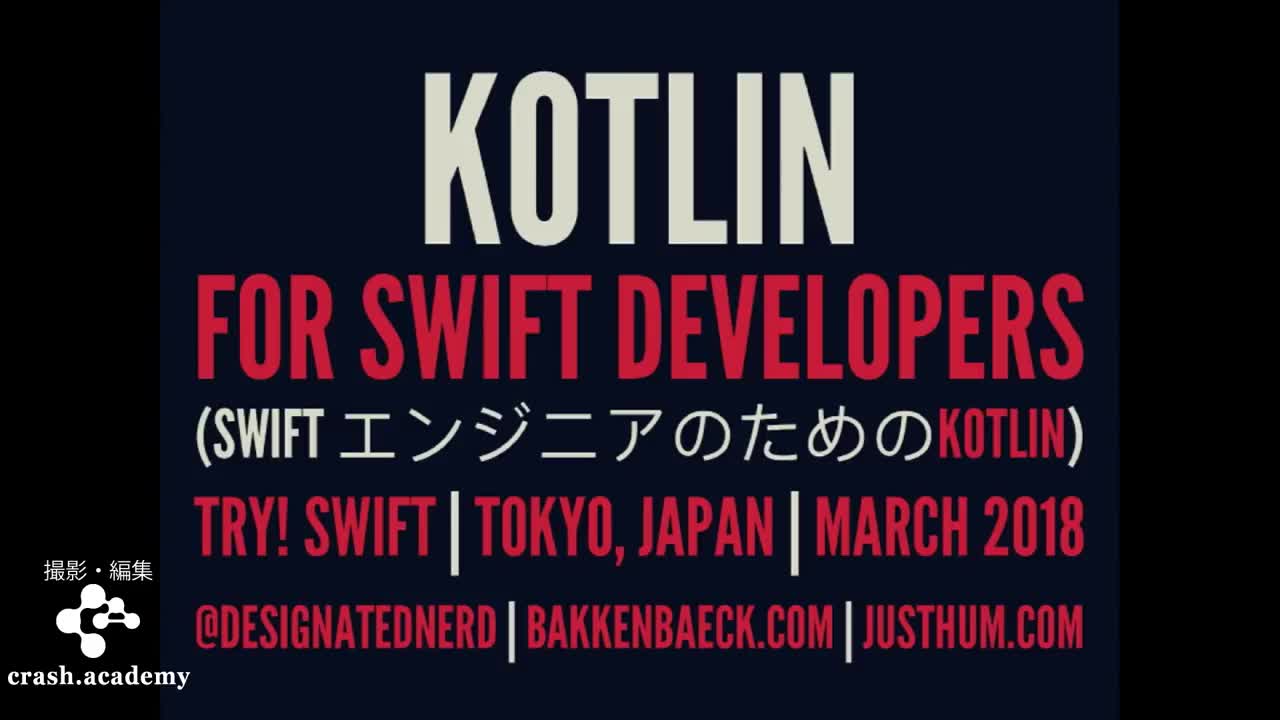 KOTLIN
FOR SWIFT DEVELOPERS
(SWIFT エンジニアのためのKOTLIN)
TRY! SWIFT | TOKYO, JAPAN | MARCH 2018
@DESIGNATEDNERD | BAKKENBAECK.COM | JUSTHUM.COM
撮影・編集
crash.academy